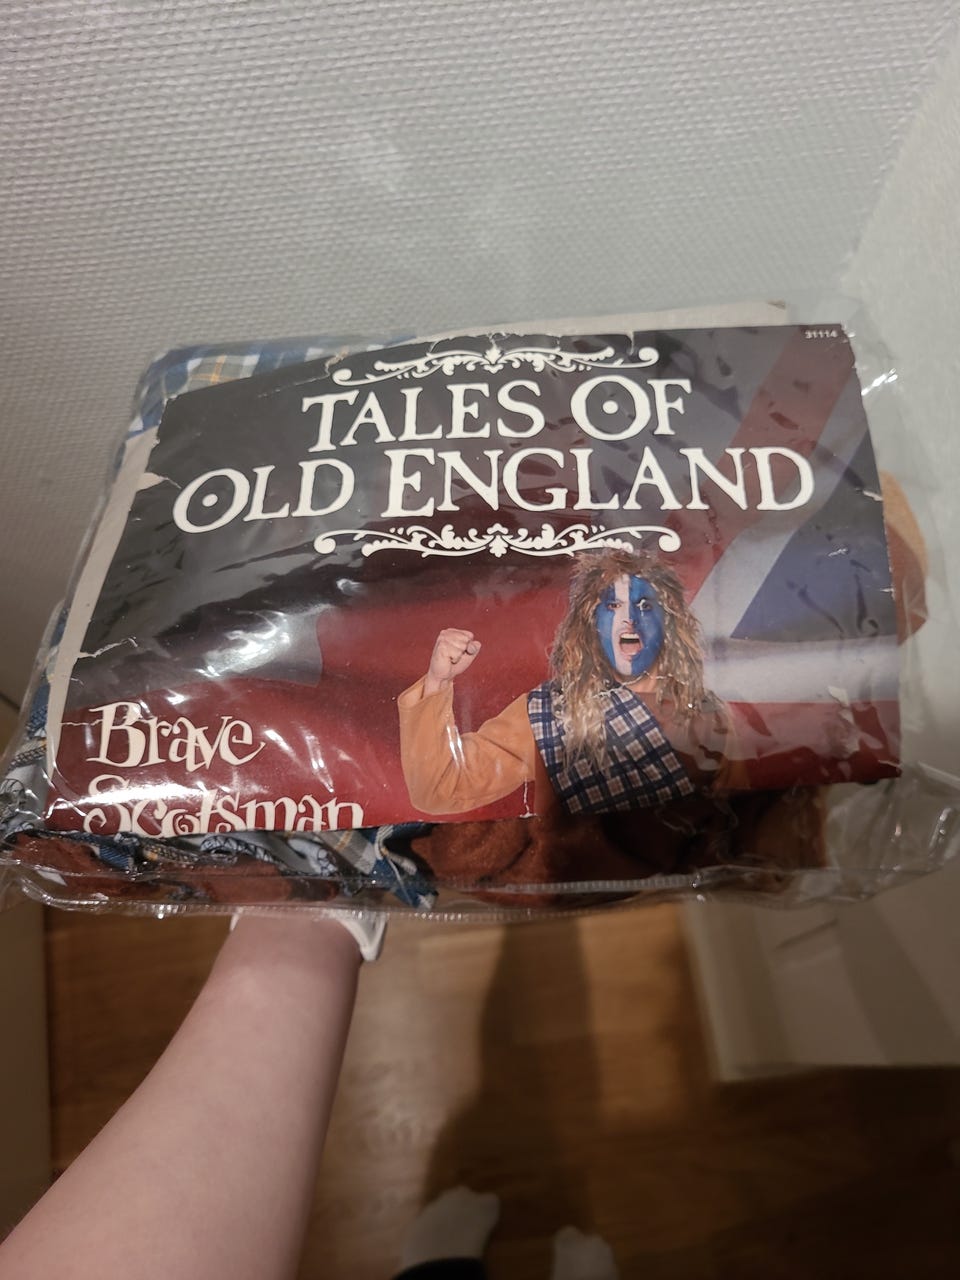 31114
TALES OF
OLD ENGLAND
Brave
Scotsman